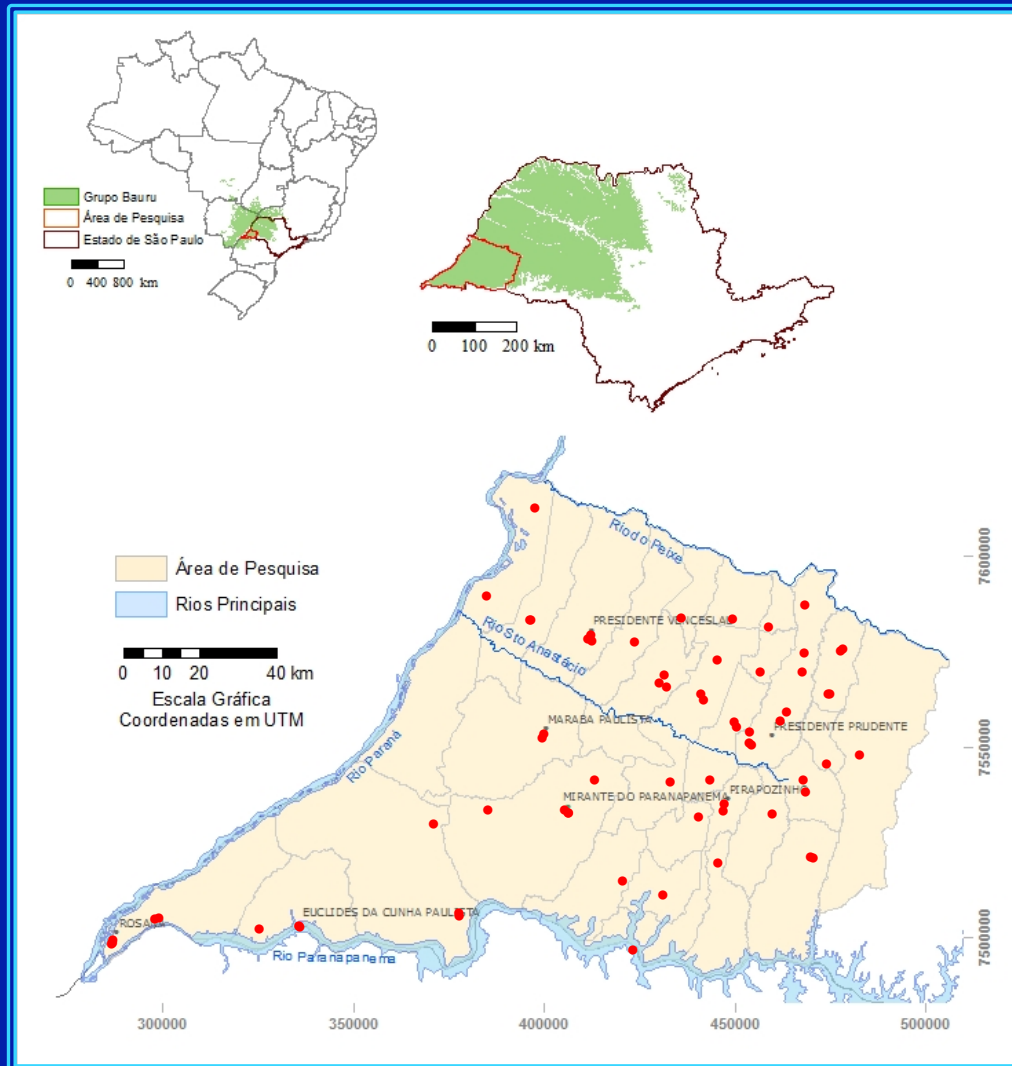 Grupo Bauru
Área de Pesquisa
Estado de São Paulo
0 400 800 km
0 100 200 km
Área de Pesquisa
Rios Principais
0 10 20 40 km
Escala Gráfica
Coordenadas em UTM
Rio do Peixe
PRESIDENTE VENCESLAU
Rio Sto Anastácio
MARABA PAULISTA
PRESIDENTE PRUDENTE
Rio Paraná
MIRANTE DO PARANAPANEMA
PIRAPOZINHO
EUCLIDES DA CUNHA PAULISTA
ROSANA
Rio Paranapanema
7600000
7550000
7500000
300000 350000 400000 450000 500000